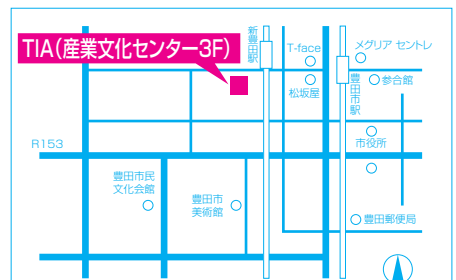 TIA(産業文化センター3F)
新豊田駅
T-face
メグリア セントレ
松坂屋
豊田市駅
参合館
R153
市役所
豊田市民
文化会館
豊田市
美術館
豊田郵便局